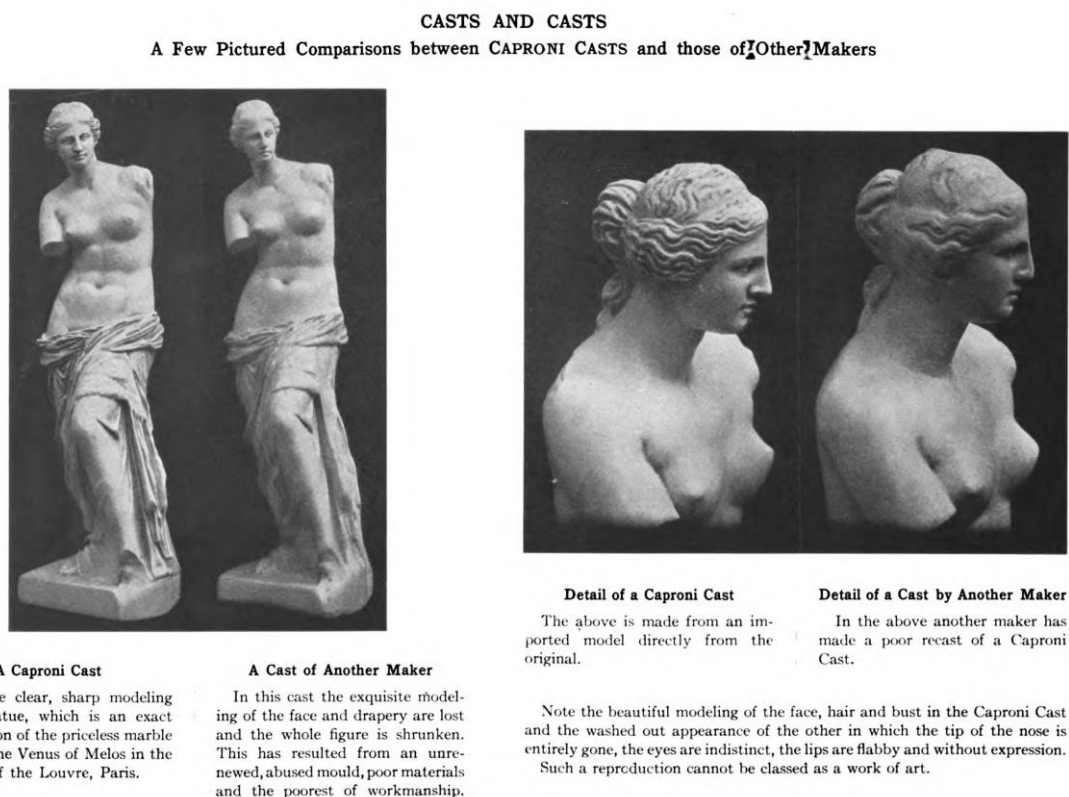 CASTS AND CASTS
A Few Pictured Comparisons between CAPRONI CASTS and those of Other Makers
A Caproni Cast
e clear, sharp modeling
tue, which is an exact
on of the priceless marble
ne Venus of Melos in the
f the Louvre, Paris.
A Cast of Another Maker
In this cast the exquisite model-
ing of the face and drapery are lost
and the whole figure is shrunken.
This has resulted from an unre-
newed, abused mould, poor materials
and the poorest of workmanship.
Detail of a Caproni Cast
The above is made from an im-
ported model directly from the
original.
Detail of a Cast by Another Maker
In the above another maker has
made a poor recast of a Caproni
Cast.
Note the beautiful modeling of the face, hair and bust in the Caproni Cast
and the washed out appearance of the other in which the tip of the nose is
entirely gone, the eyes are indistinct, the lips are flabby and without expression.
Such a reproduction cannot be classed as a work of art.